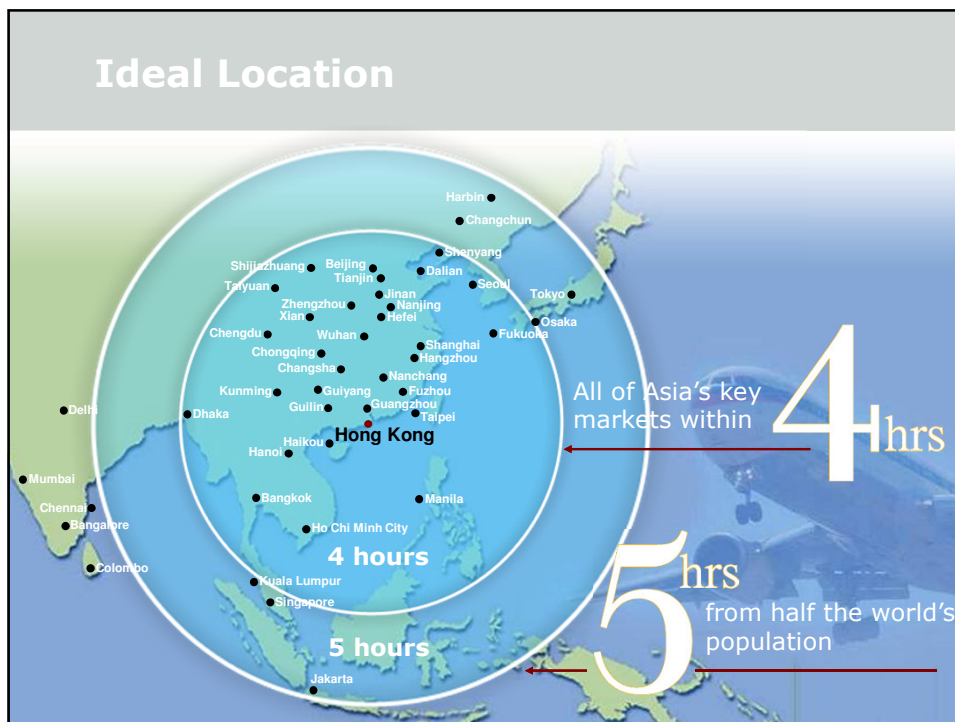 Ideal Location
Harbin
Changchun
Shenyang
Shijiazhuang
Beijing
Tianjin
Dalian
Taiyuan
Seoul
Jinan
Tokyo
Zhengzhou
Nanjing
Xian
Hefei
Osaka
Chengdu
Wuhan
Fukuoka
Shanghai
Chongqing
Hangzhou
Changsha
Nanchang
Kunming
Guiyang
Fuzhou
Guilin
Guangzhou
Delhi
Dhaka
Taipei
Hong Kong
Haikou
Hanoi
All of Asia’s key
markets within
4 hrs
Mumbai
Bangkok
Manila
Chennai
Bangalore
Ho Chi Minh City
4 hours
Colombo
Kuala Lumpur
Singapore
5 hrs
from half the world’s
population
5 hours
Jakarta